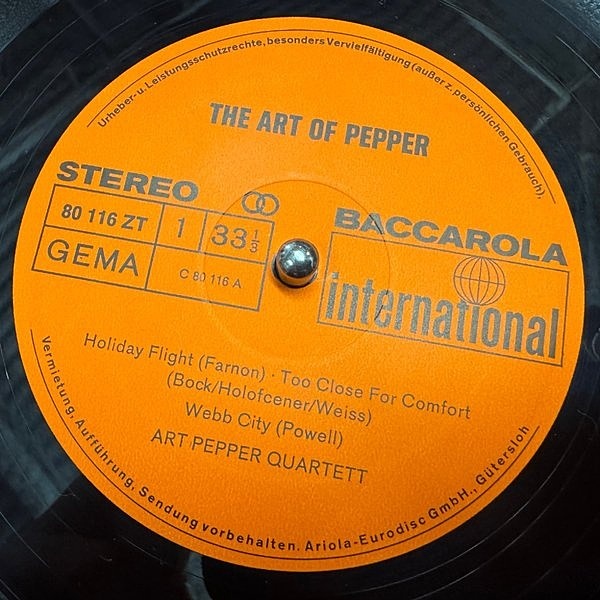 Urheber- u. Leistungsschutzrechte, besonders Vervielfältigung (außer z. persönlichen Gebrauch),
THE ART OF PEPPER
STEREO
80 116 ZT 1 33 1/3
GEMA C 80 116 A
BACCAROLA
international
Holiday Flight (Farnon) · Too Close For Comfort
(Bock/Holofcener/Weiss)
Webb City (Powell)
ART PEPPER QUARTETT
Vermietung, Aufführung, Sendung vorbehalten. Ariola-Eurodisc GmbH., Gütersloh